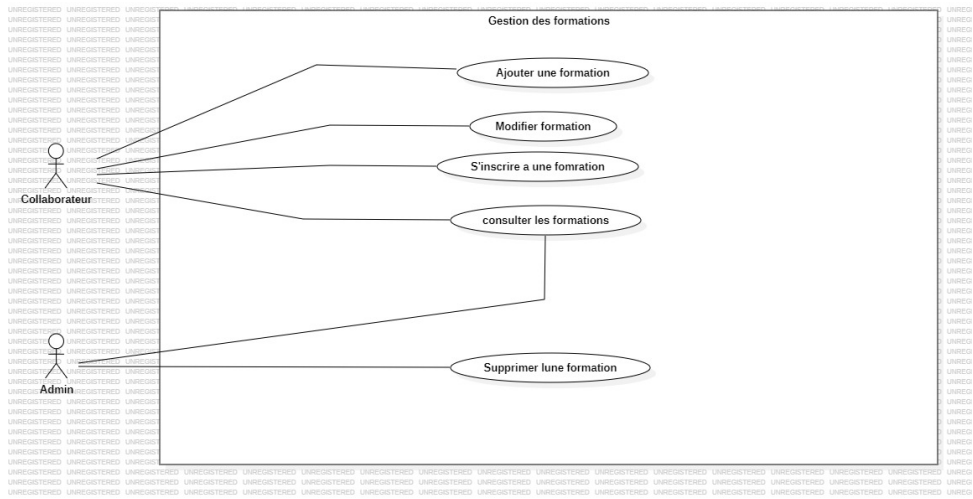 Gestion des formations
Ajouter une formation
Modifier formation
S'inscrire a une fomration
Collaborateur
consulter les formations
Supprimer lune formation
Admin
UNREGISTERED